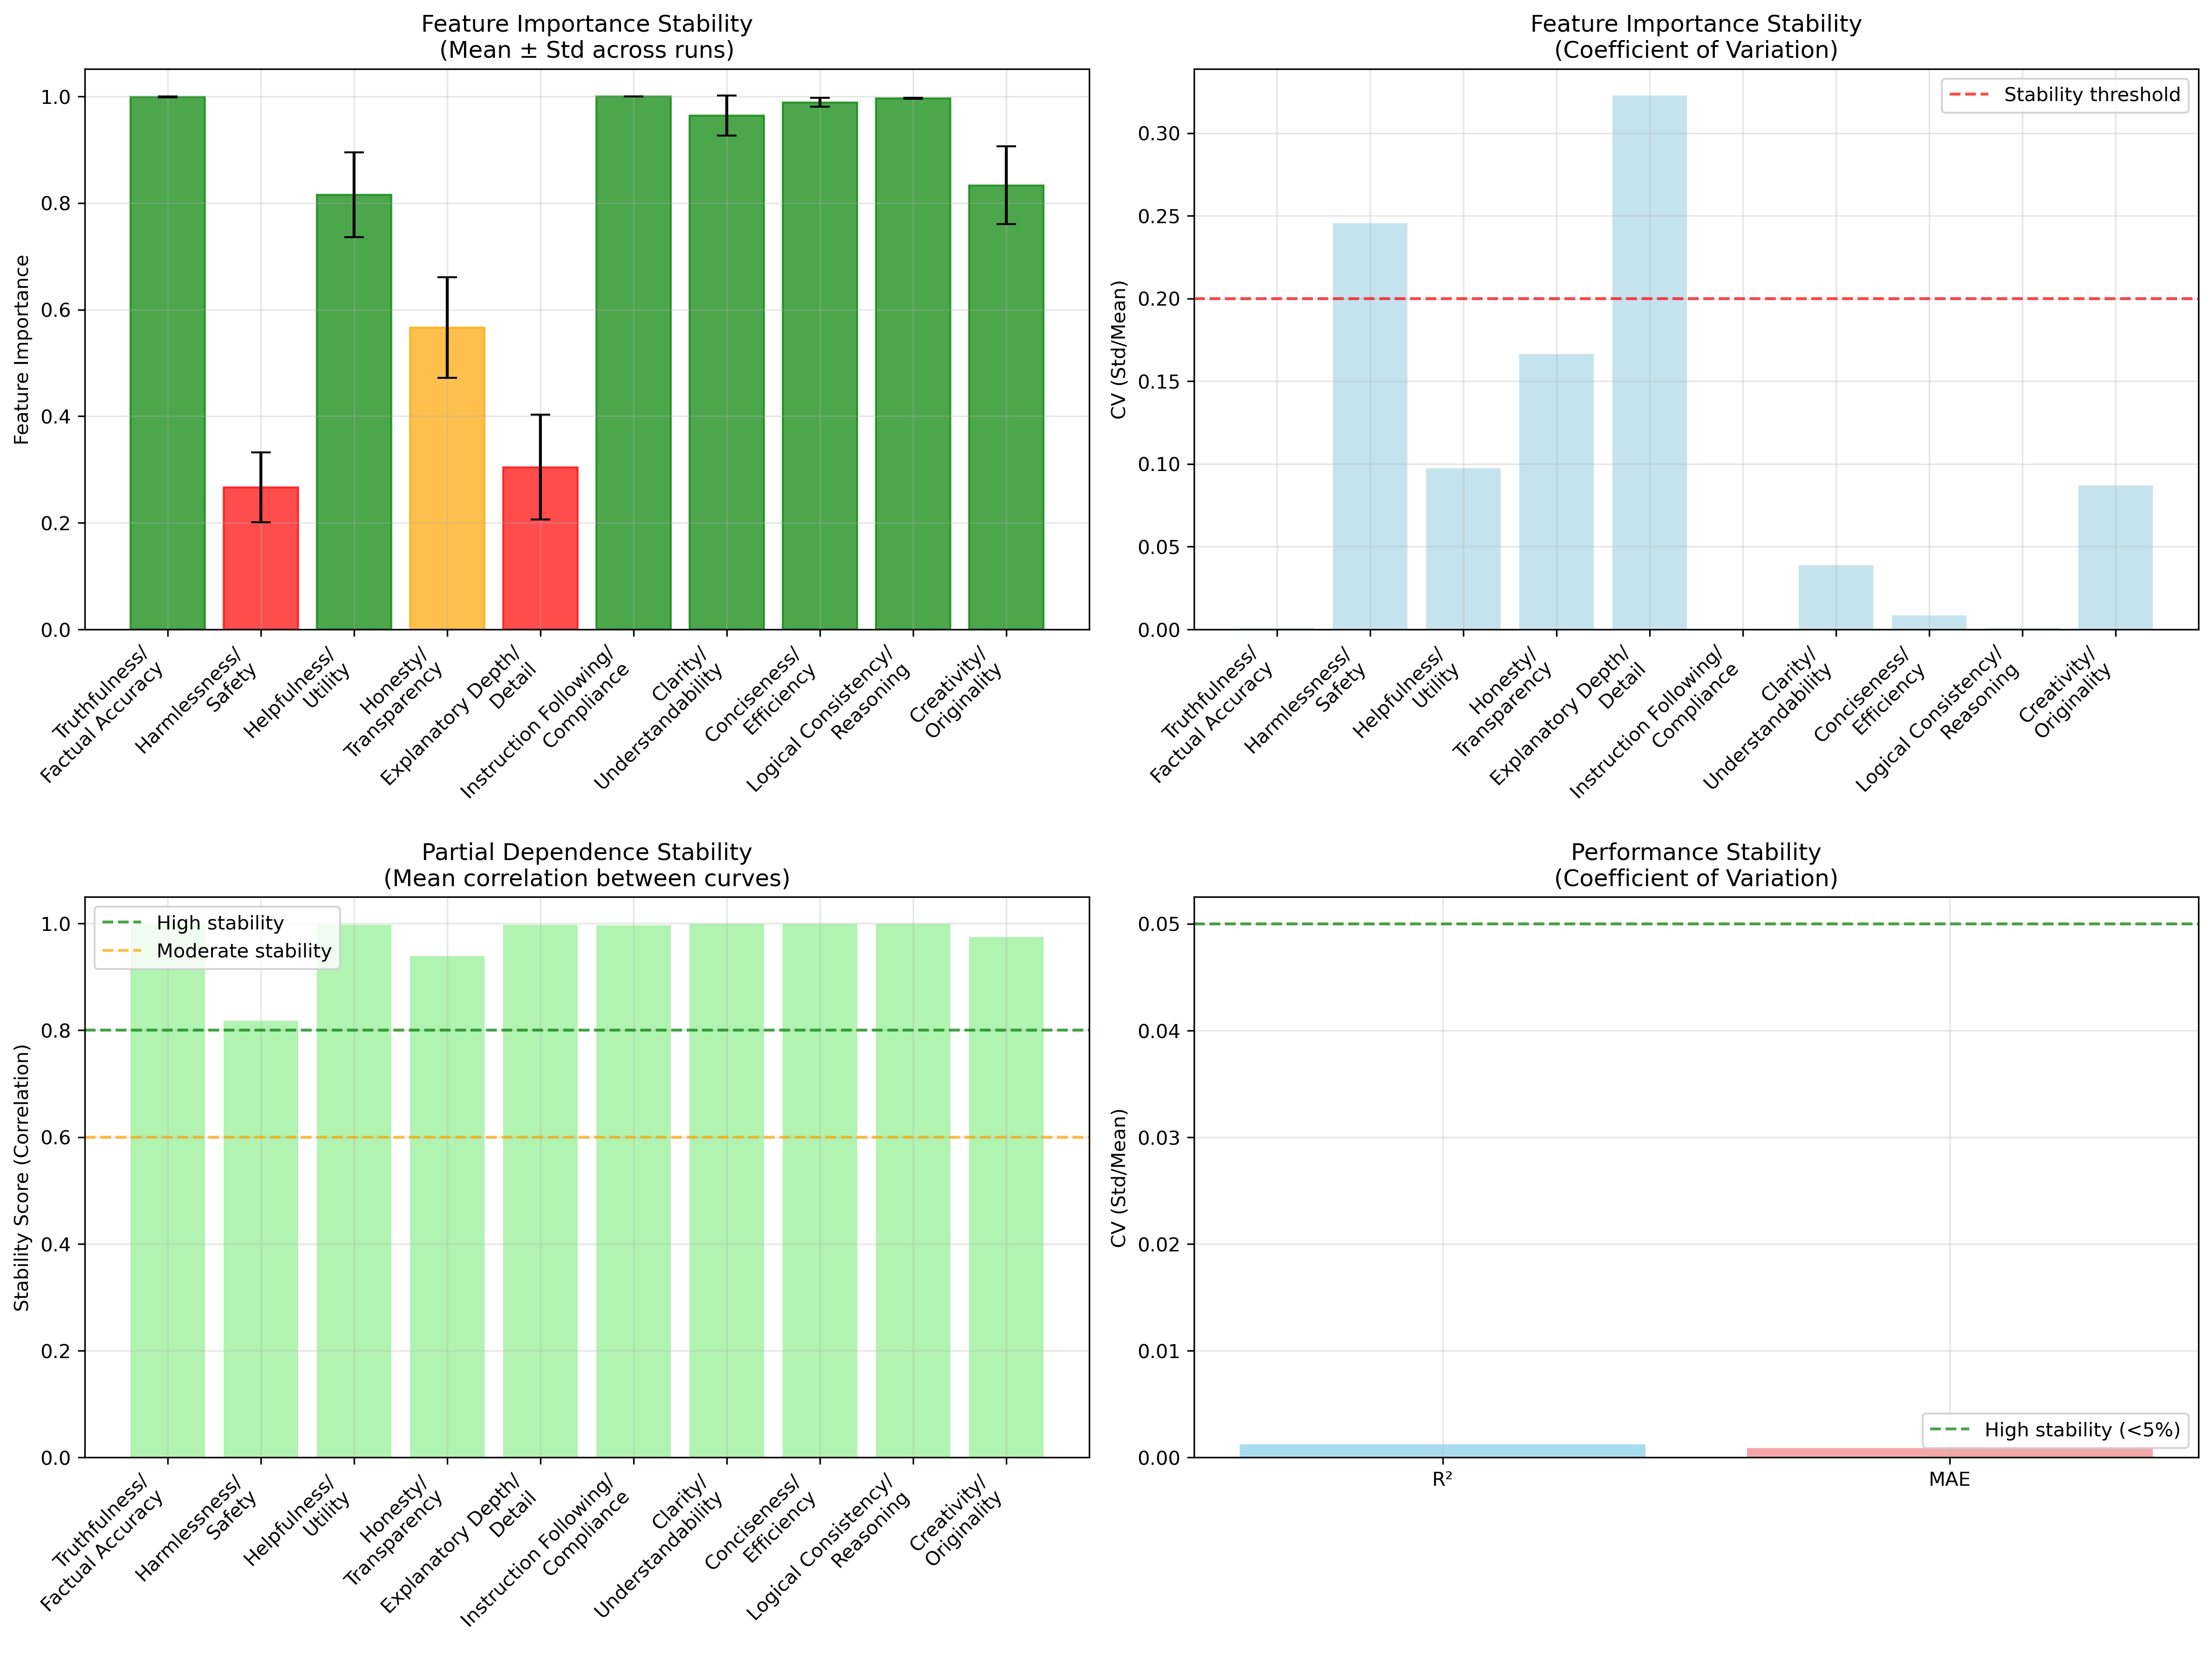 Feature Importance Stability
(Mean ± Std across runs)
Feature Importance
1.0
0.8
0.6
0.4
0.2
0.0
Truthfulness/
Factual Accuracy
Harmlessness/
Safety
Helpfulness/
Utility
Honesty/
Transparency
Explanatory Depth/
Detail
Instruction Following/
Compliance
Clarity/
Understandability
Conciseness/
Efficiency
Logical Consistency/
Reasoning
Creativity/
Originality
Feature Importance Stability
(Coefficient of Variation)
Stability threshold
CV (Std/Mean)
0.30
0.25
0.20
0.15
0.10
0.05
0.00
Truthfulness/
Factual Accuracy
Harmlessness/
Safety
Helpfulness/
Utility
Honesty/
Transparency
Explanatory Depth/
Detail
Instruction Following/
Compliance
Clarity/
Understandability
Conciseness/
Efficiency
Logical Consistency/
Reasoning
Creativity/
Originality
Partial Dependence Stability
(Mean correlation between curves)
High stability
Moderate stability
Stability Score (Correlation)
1.0
0.8
0.6
0.4
0.2
0.0
Truthfulness/
Factual Accuracy
Harmlessness/
Safety
Helpfulness/
Utility
Honesty/
Transparency
Explanatory Depth/
Detail
Instruction Following/
Compliance
Clarity/
Understandability
Conciseness/
Efficiency
Logical Consistency/
Reasoning
Creativity/
Originality
Performance Stability
(Coefficient of Variation)
CV (Std/Mean)
0.05
0.04
0.03
0.02
0.01
0.00
High stability (<5%)
R²
MAE